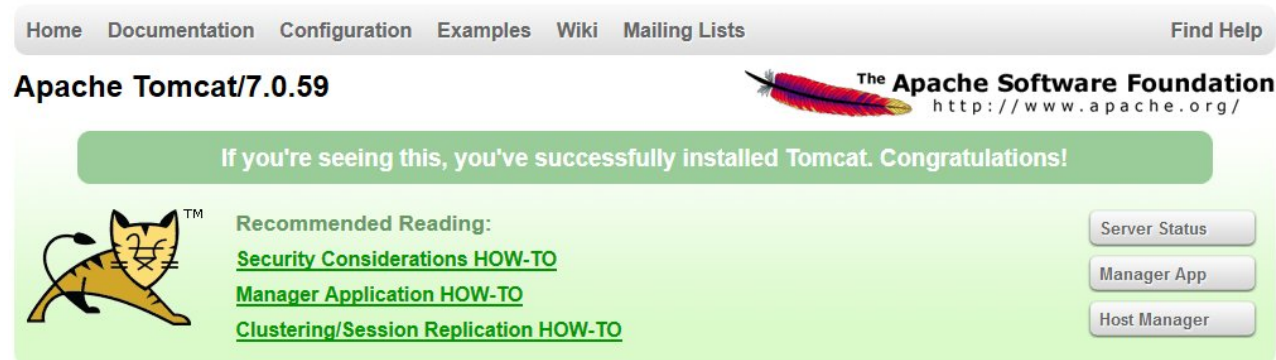 Home Documentation Configuration Examples Wiki Mailing Lists Find Help
Apache Tomcat/7.0.59
The Apache Software Foundation
http://www.apache.org/
If you're seeing this, you've successfully installed Tomcat. Congratulations!
TM
Recommended Reading:
Security Considerations HOW-TO
Manager Application HOW-TO
Clustering/Session Replication HOW-TO
Server Status
Manager App
Host Manager